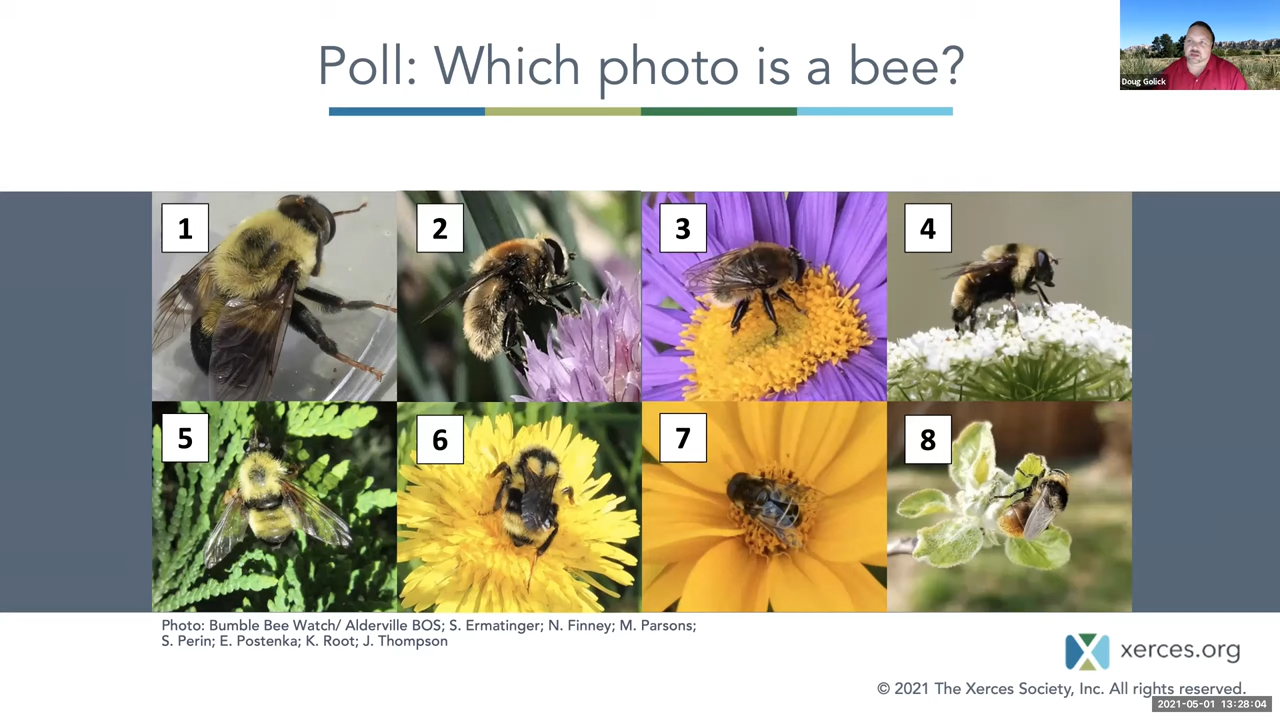 Poll: Which photo is a bee?
Doug Golick
1
2
3
4
5
6
7
8
Photo: Bumble Bee Watch/ Alderville BOS; S. Ermatinger; N. Finney; M. Parsons;
S. Perin; E. Postenka; K. Root; J. Thompson
xerces.org
© 2021 The Xerces Society, Inc. All rights reserved.
2021-05-01 13:28:04